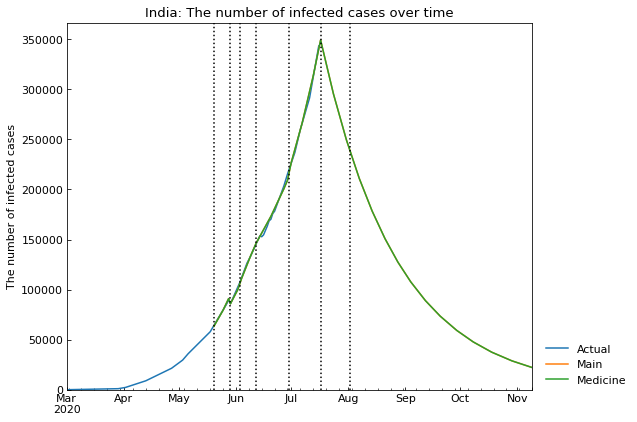 India: The number of infected cases over time
The number of infected cases
350000
300000
250000
200000
150000
100000
50000
0
Mar Apr May Jun Jul Aug Sep Oct Nov
2020
Actual
Main
Medicine